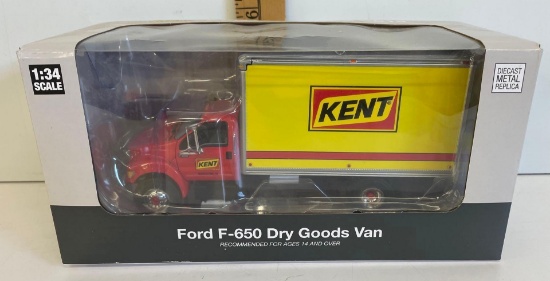 1:34
SCALE
DIECAST
METAL
REPLICA
KENT
KENT
Ford F-650 Dry Goods Van
RECOMMENDED FOR AGES 14 AND OVER